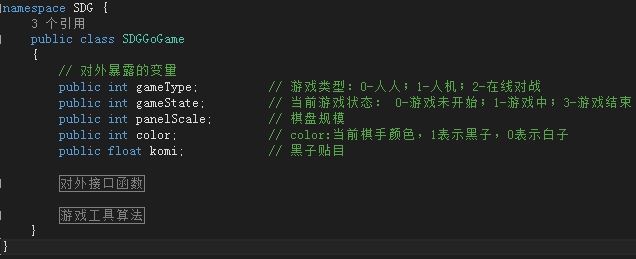 namespace SDG {
3 个引用
public class SDGGoGame
{
// 对外暴露的变量
public int gameType; // 游戏类型: 0-人人; 1-人机; 2-在线对战
public int gameState; // 当前游戏状态: 0-游戏未开始; 1-游戏中; 3-游戏结束
public int panelScale; // 棋盘规模
public int color; // color:当前棋手颜色, 1表示黑子, 0表示白子
public float komi; // 黑子贴目
对外接口函数
游戏工具算法
}
}